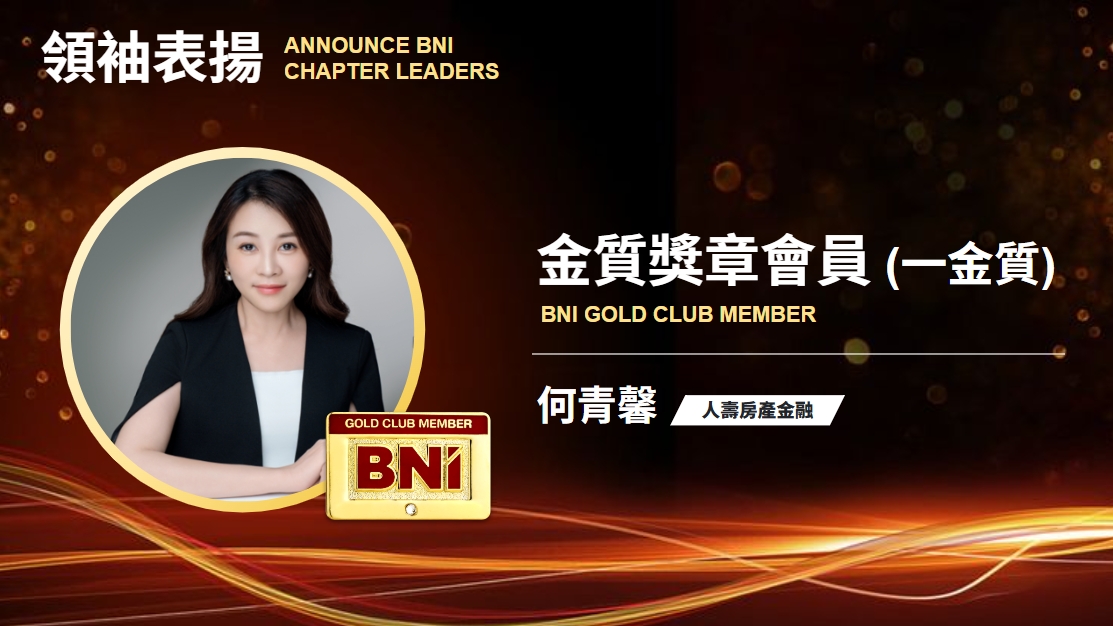 領袖表揚
ANNOUNCE BNI
CHAPTER LEADERS
金質獎章會員 (一金質)
BNI GOLD CLUB MEMBER
何青馨 人壽房產金融
GOLD CLUB MEMBER
BNI